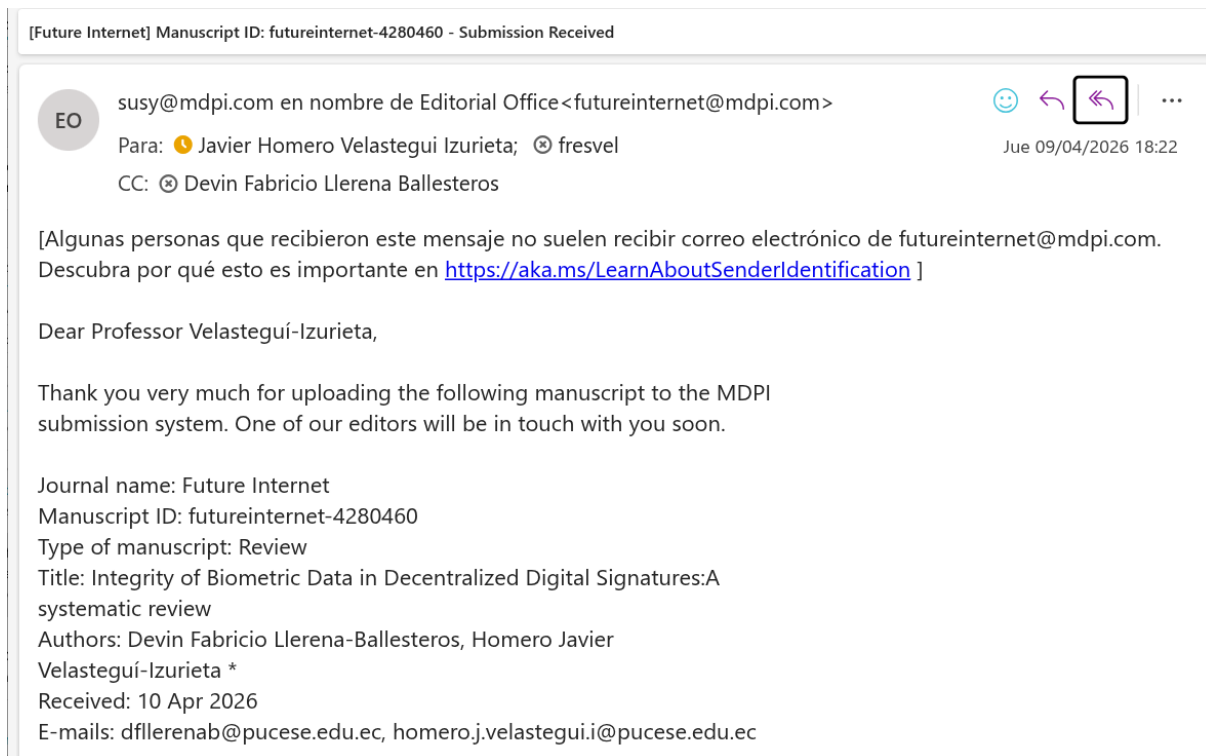 [Future Internet] Manuscript ID: futureinternet-4280460 - Submission Received
EO
susy@mdpi.com en nombre de Editorial Office<futureinternet@mdpi.com>
Para: Javier Homero Velastegui Izurieta; fresvel
Jue 09/04/2026 18:22
CC: Devin Fabricio Llerena Ballesteros
[Algunas personas que recibieron este mensaje no suelen recibir correo electrónico de futureinternet@mdpi.com.
Descubra por qué esto es importante en https://aka.ms/LearnAboutSenderIdentification ]
Dear Professor Velasteguí-Izurieta,
Thank you very much for uploading the following manuscript to the MDPI
submission system. One of our editors will be in touch with you soon.
Journal name: Future Internet
Manuscript ID: futureinternet-4280460
Type of manuscript: Review
Title: Integrity of Biometric Data in Decentralized Digital Signatures:A
systematic review
Authors: Devin Fabricio Llerena-Ballesteros, Homero Javier
Velasteguí-Izurieta *
Received: 10 Apr 2026
E-mails: dfllerenab@pucese.edu.ec, homero.j.velastegui.i@pucese.edu.ec